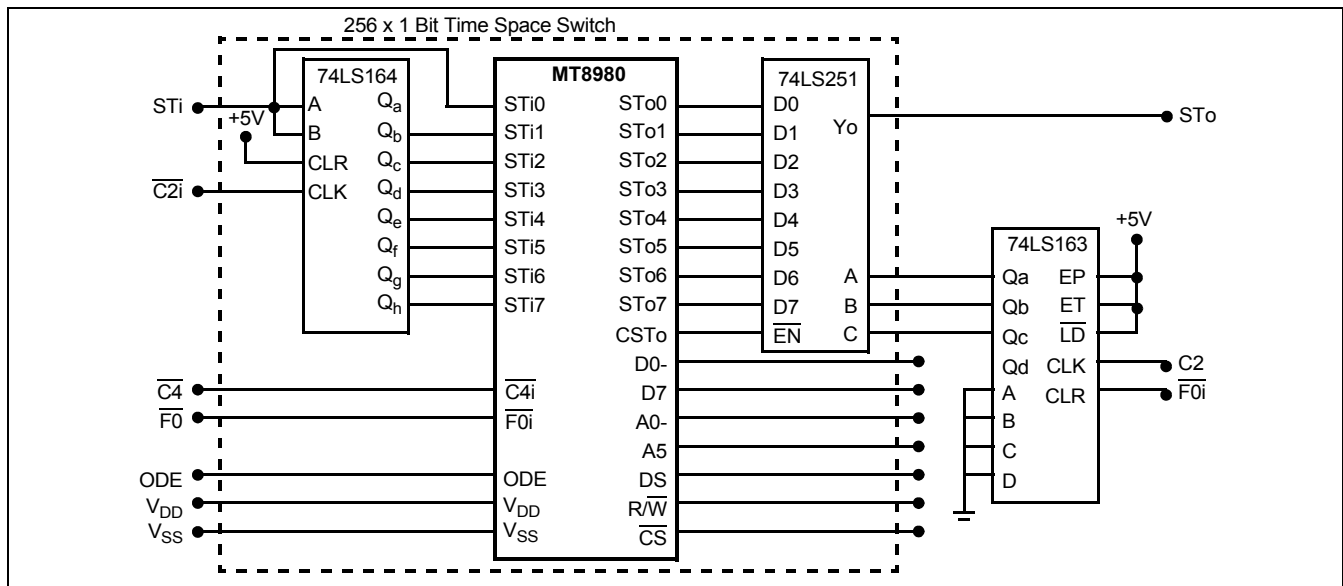 256 x 1 Bit Time Space Switch
74LS164
MT8980
74LS251
STi
A
Qa
STi0
STo0
D0
STo
+5V
B
Qb
STi1
STo1
D1
Yo
CLR
Qc
STi2
STo2
D2
C2i
CLK
Qd
STi3
STo3
D3
Qe
STi4
STo4
D4
+5V
Qf
STi5
STo5
D5
74LS163
Qg
STi6
STo6
D6
A
Qa
EP
Qh
STi7
STo7
D7
B
Qb
ET
CSTo
EN
C
Qc
LD
D0-
Qd
CLK
C2
C4
C4i
D7
A
CLR
F0i
F0
F0i
A0-
B
A5
C
ODE
ODE
DS
D
VDD
VDD
R/W
VSS
VSS
CS